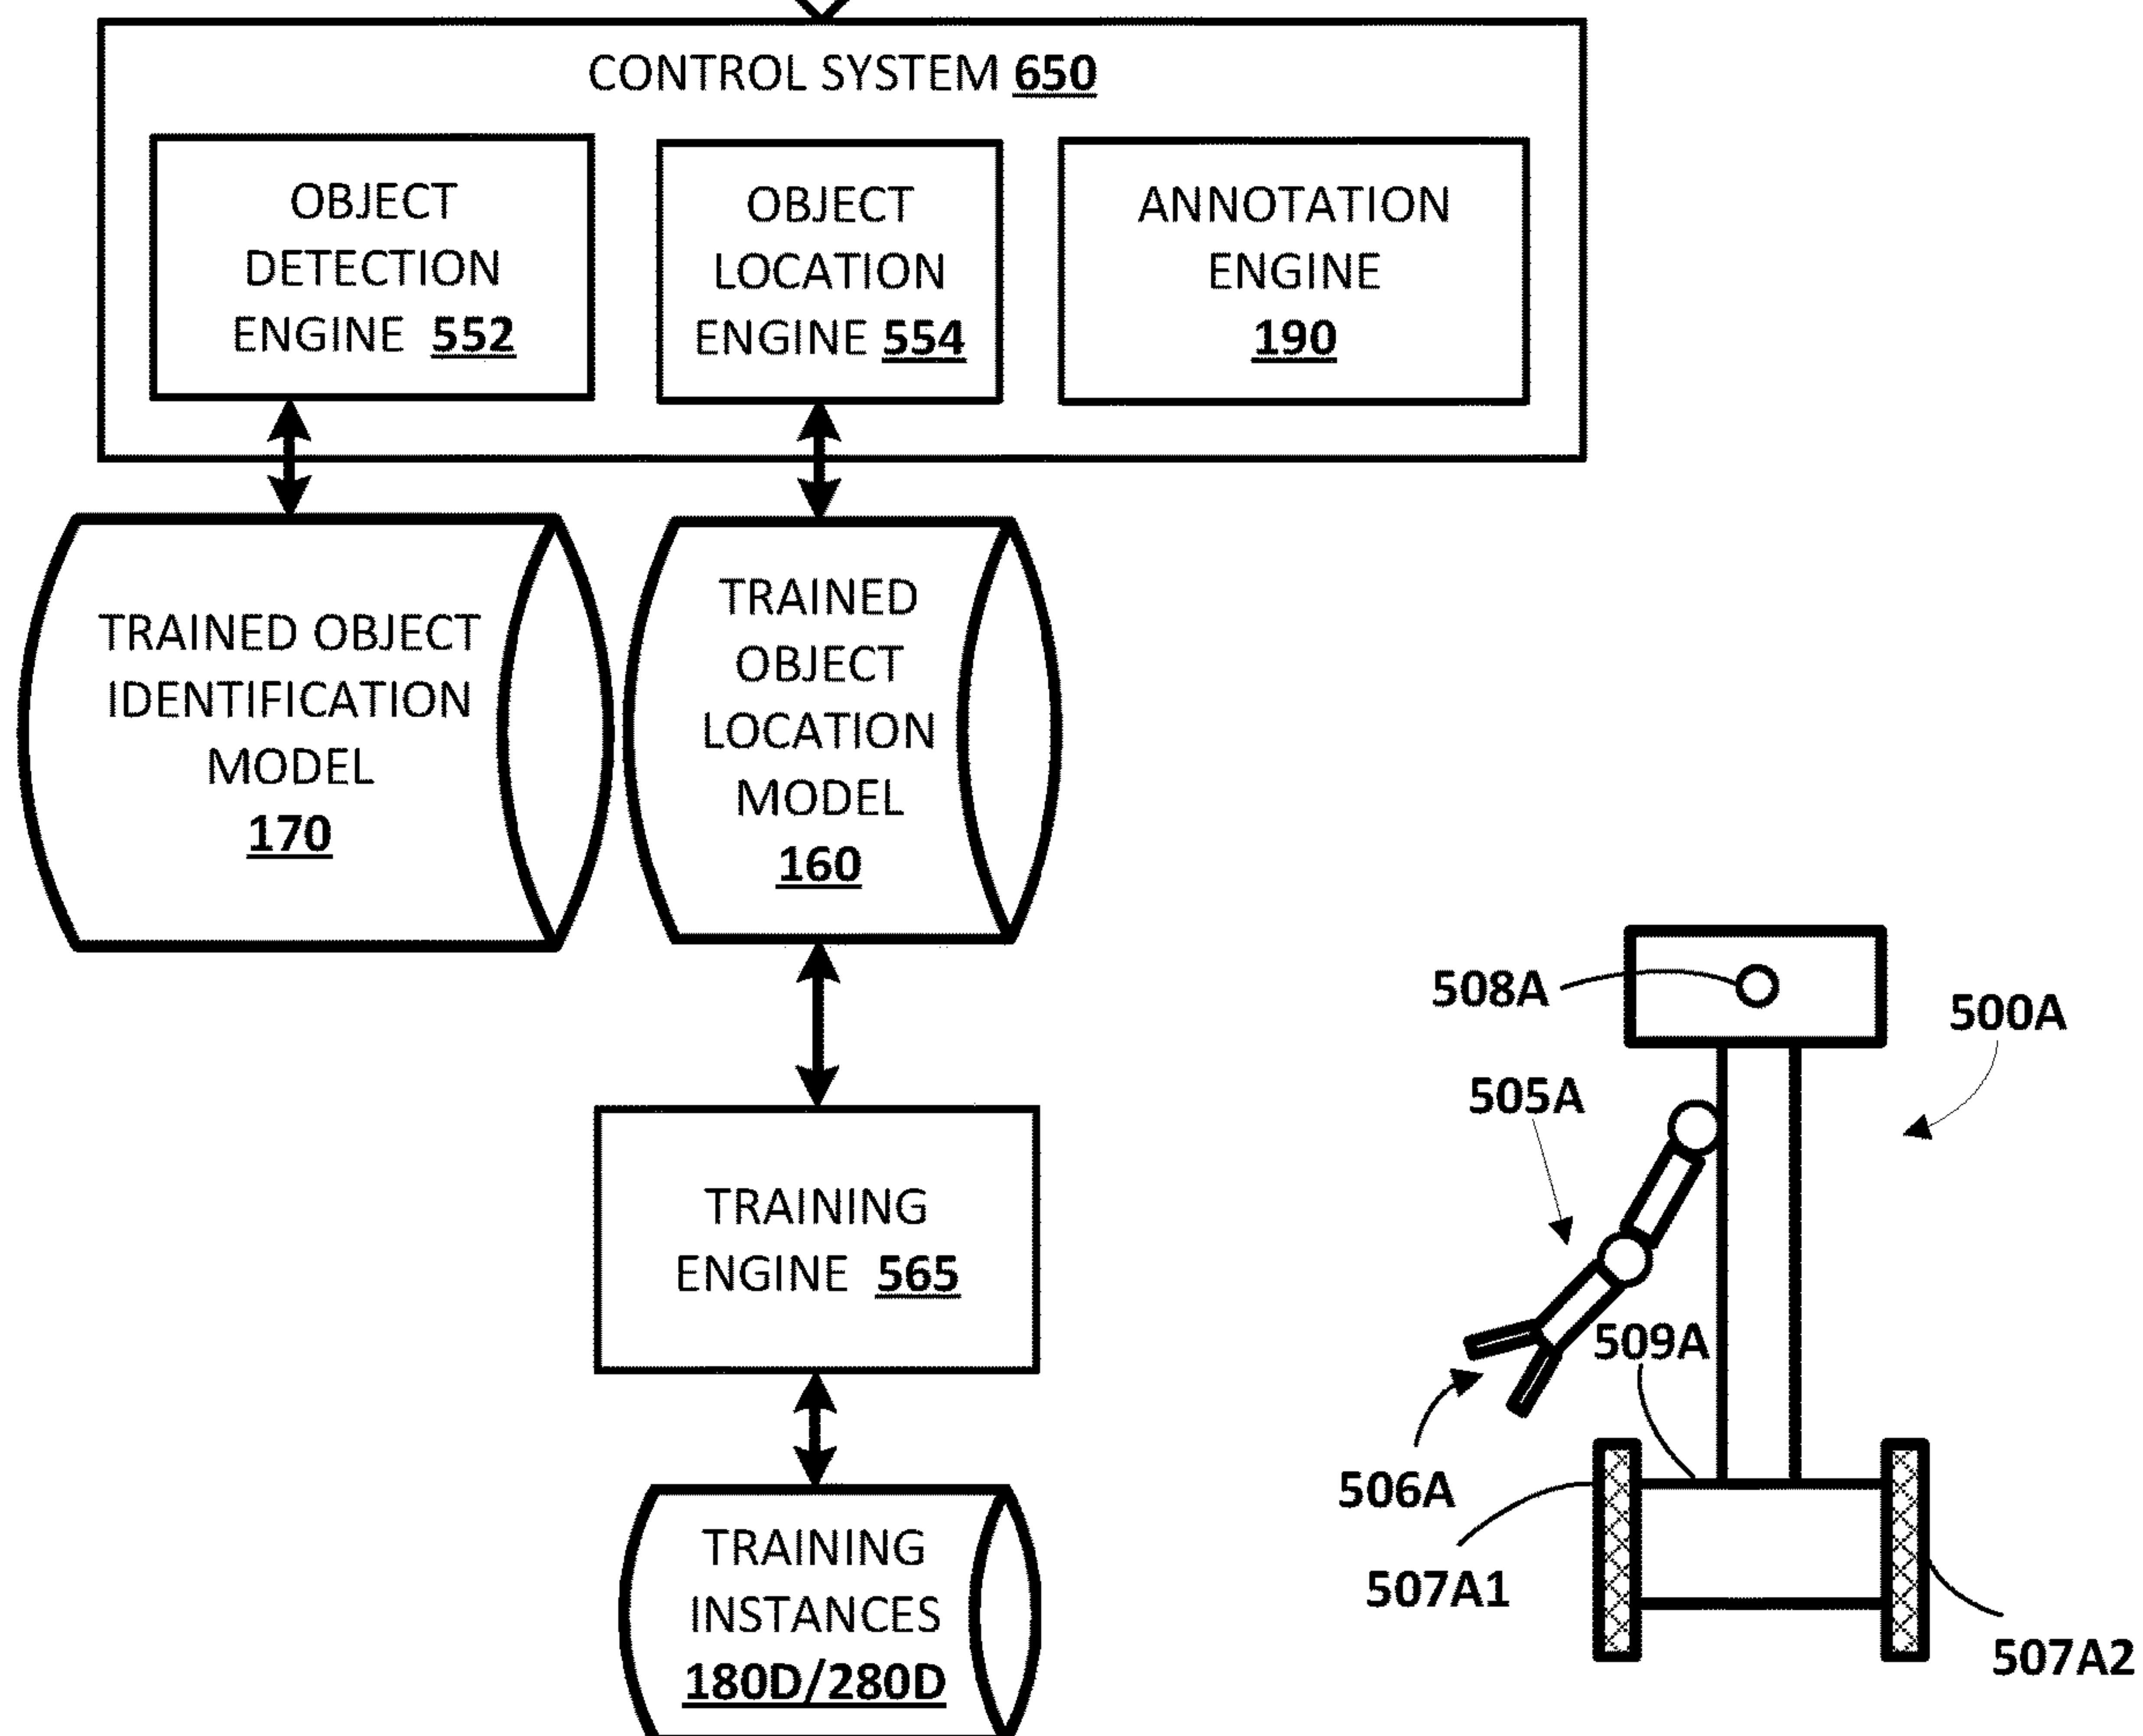 CONTROL SYSTEM 650
OBJECT
DETECTION
ENGINE 552
OBJECT
LOCATION
ENGINE 554
ANNOTATION
ENGINE
190
TRAINED OBJECT
IDENTIFICATION
MODEL
170
TRAINED
OBJECT
LOCATION
MODEL
160
TRAINING
ENGINE 565
TRAINING
INSTANCES
180D/280D
508A
500A
505A
509A
506A
507A1
507A2